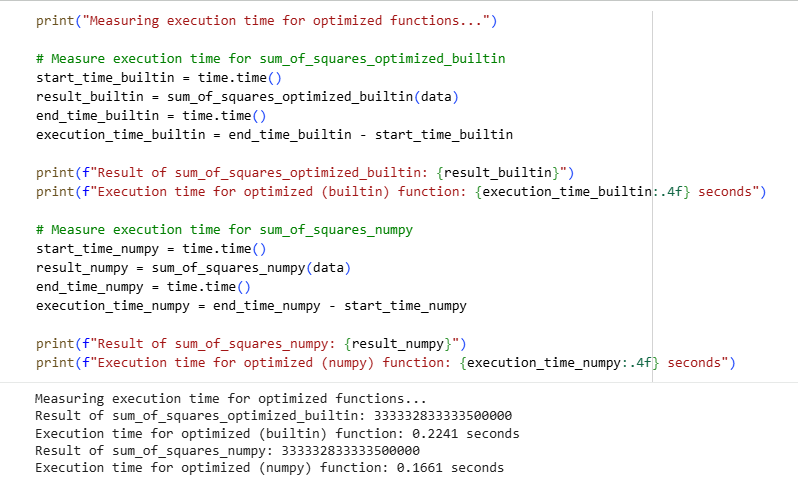 print("Measuring execution time for optimized functions...")
# Measure execution time for sum_of_squares_optimized_builtin
start_time_builtin = time.time()
result_builtin = sum_of_squares_optimized_builtin(data)
end_time_builtin = time.time()
execution_time_builtin = end_time_builtin - start_time_builtin
print(f"Result of sum_of_squares_optimized_builtin: {result_builtin}")
print(f"Execution time for optimized (builtin) function: {execution_time_builtin:.4f} seconds")
# Measure execution time for sum_of_squares_numpy
start_time_numpy = time.time()
result_numpy = sum_of_squares_numpy(data)
end_time_numpy = time.time()
execution_time_numpy = end_time_numpy - start_time_numpy
print(f"Result of sum_of_squares_numpy: {result_numpy}")
print(f"Execution time for optimized (numpy) function: {execution_time_numpy:.4f} seconds")
Measuring execution time for optimized functions...
Result of sum_of_squares_optimized_builtin: 333332833333500000
Execution time for optimized (builtin) function: 0.2241 seconds
Result of sum_of_squares_numpy: 333332833333500000
Execution time for optimized (numpy) function: 0.1661 seconds